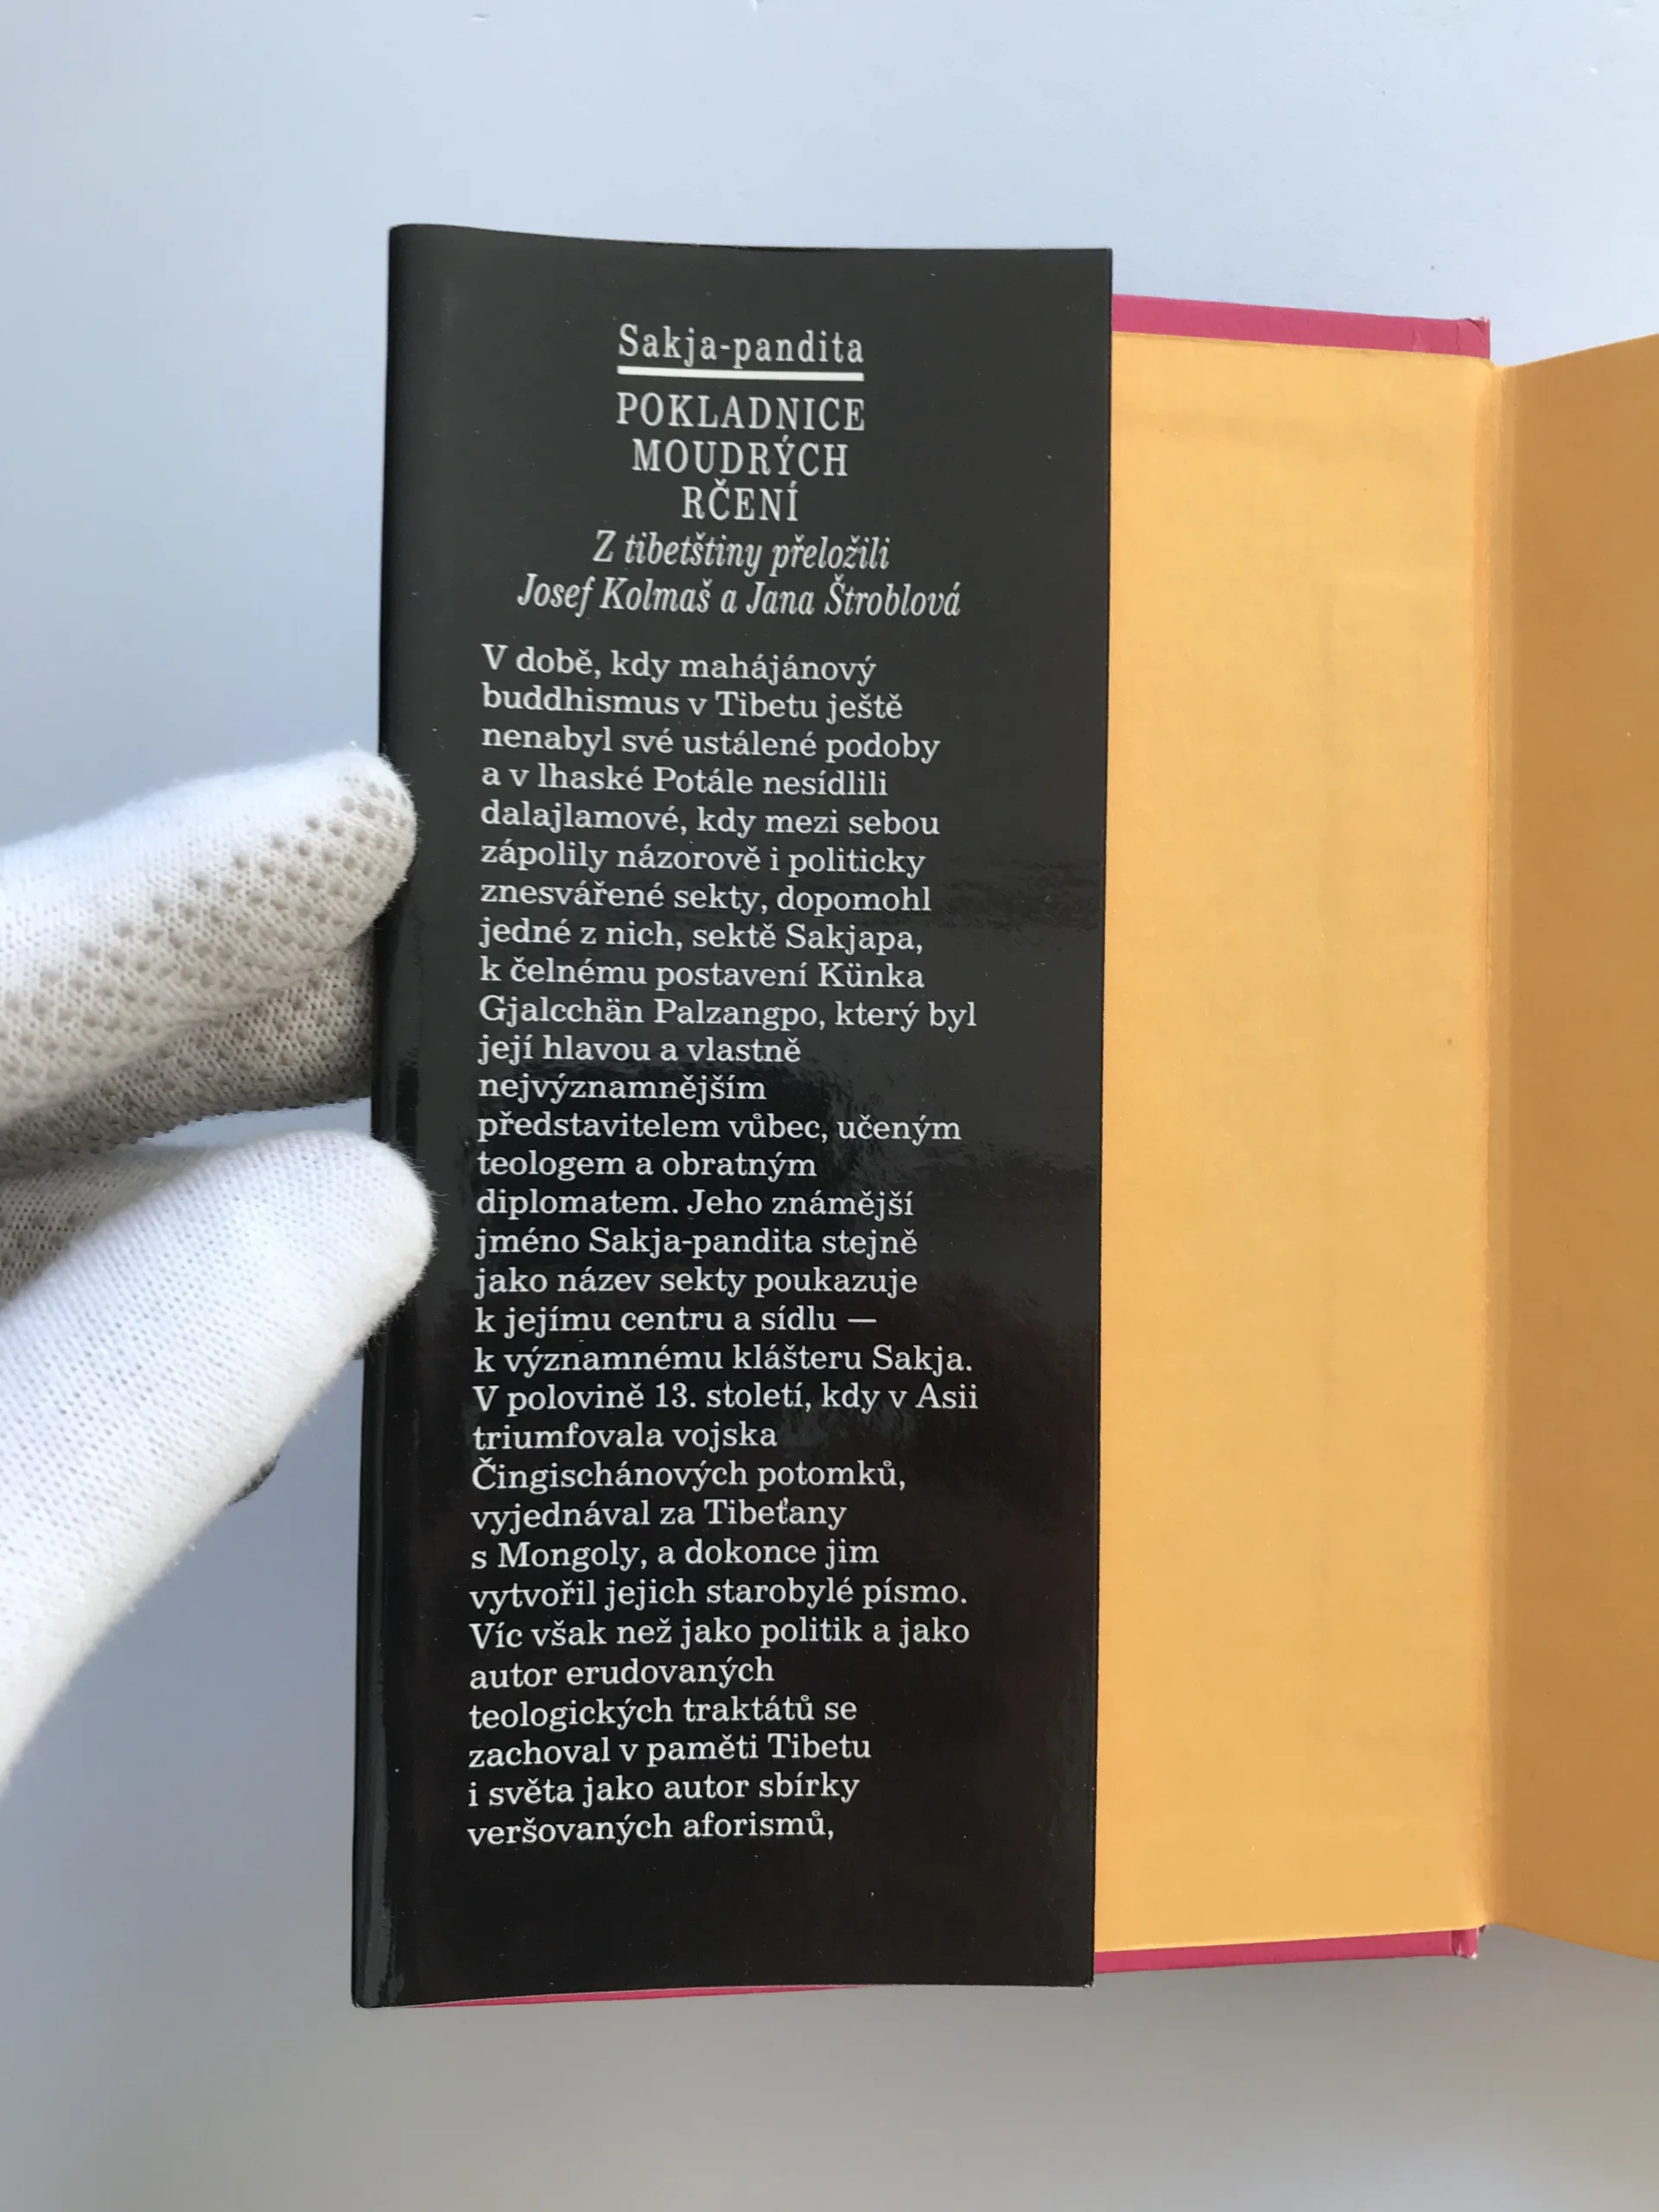 Sakja-pandita
POKLADNICE
MOUDRÝCH
RČENÍ
Z tibetštiny přeložili
Josef Kolmaš a Jana Štroblová
V době, kdy mahájánový
buddhismus v Tibetu ještě
nenabyl své ustálené podoby
a v lhaské Potále nesídlili
dalajlamové, kdy mezi sebou
zápolily názorově i politicky
znesvářené sekty, dopomohl
jedné z nich, sektě Sakjapa,
k čelnému postavení Künka
Gjalcchän Palzangpo, který byl
její hlavou a vlastně
nejvýznamnějším
představitelem vůbec, učeným
teologem a obratným
diplomatem. Jeho známější
jméno Sakja-pandita stejně
jako název sekty poukazuje
k jejímu centru a sídlu —
k významnému klášteru Sakja.
V polovině 13. století, kdy v Asii
triumfovala vojska
Čingischánových potomků,
vyjednával za Tibeťany
s Mongoly, a dokonce jim
vytvořil jejich starobylé písmo.
Víc však než jako politik a jako
autor erudovaných
teologických traktátů se
zachoval v paměti Tibetu
i světa jako autor sbírky
veršovaných aforismů,